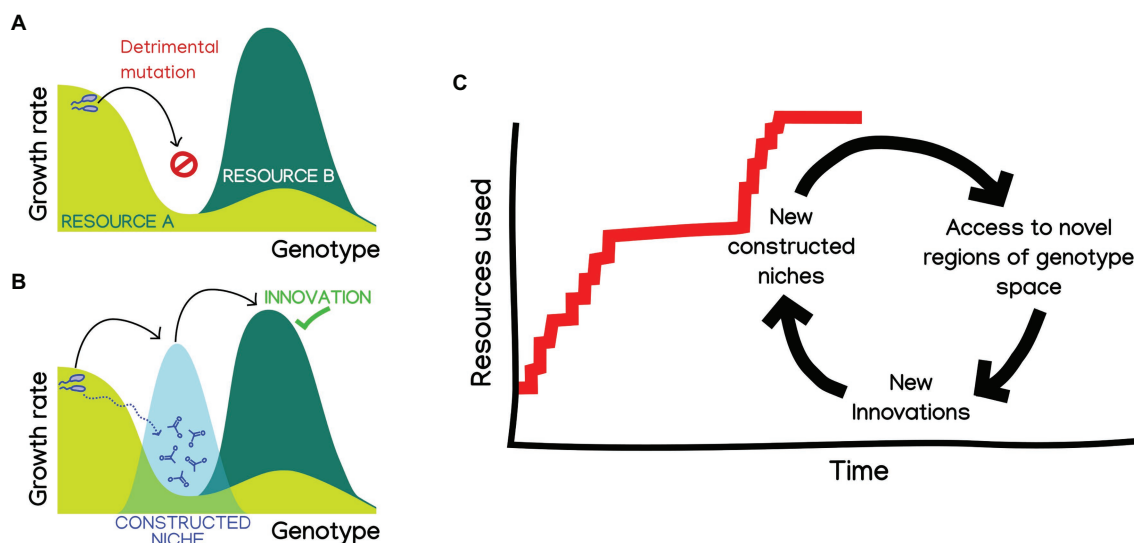 A
Detrimental
mutation
Growth rate
RESOURCE A
RESOURCE B
Genotype
B
INNOVATION
Growth rate
CONSTRUCTED
NICHE
Genotype
C
Resources used
New
constructed
niches
Access to novel
regions of genotype
space
New
Innovations
Time